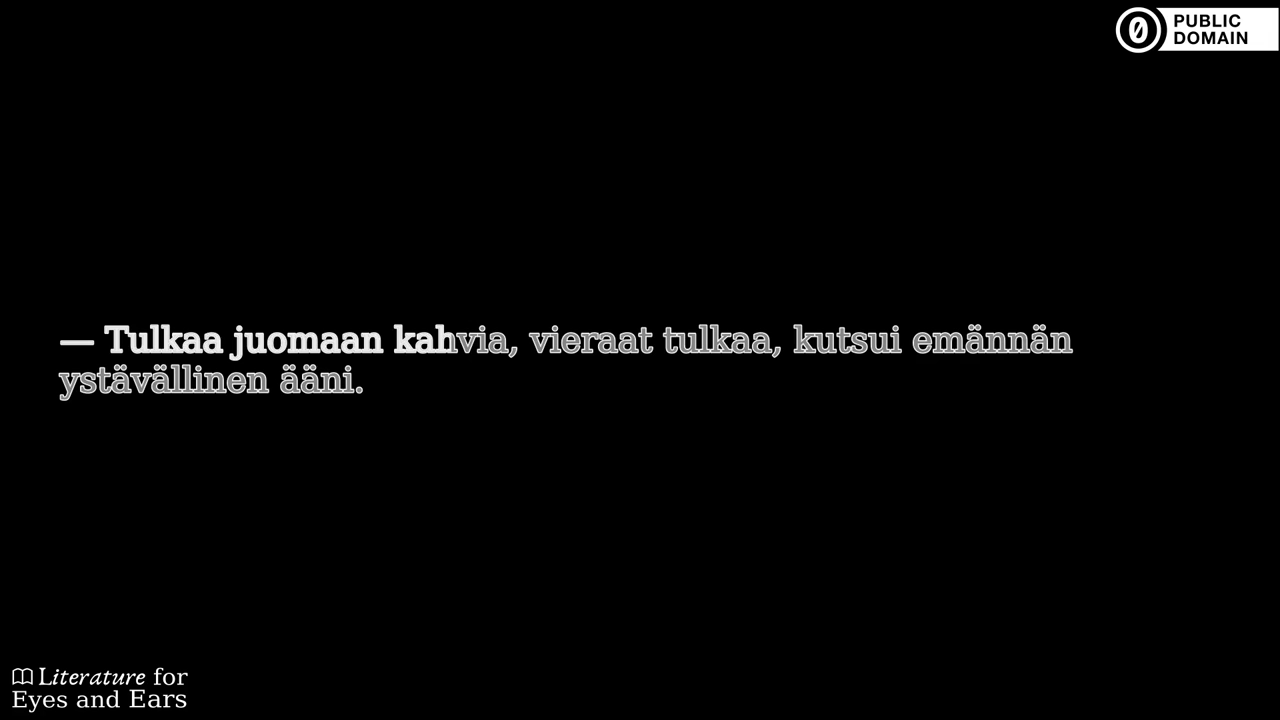 PUBLIC
DOMAIN
— Tulkaa juomaan kahvia, vieraat tulkaa, kutsui emännän
ystävällinen ääni.
Literature for
Eyes and Ears